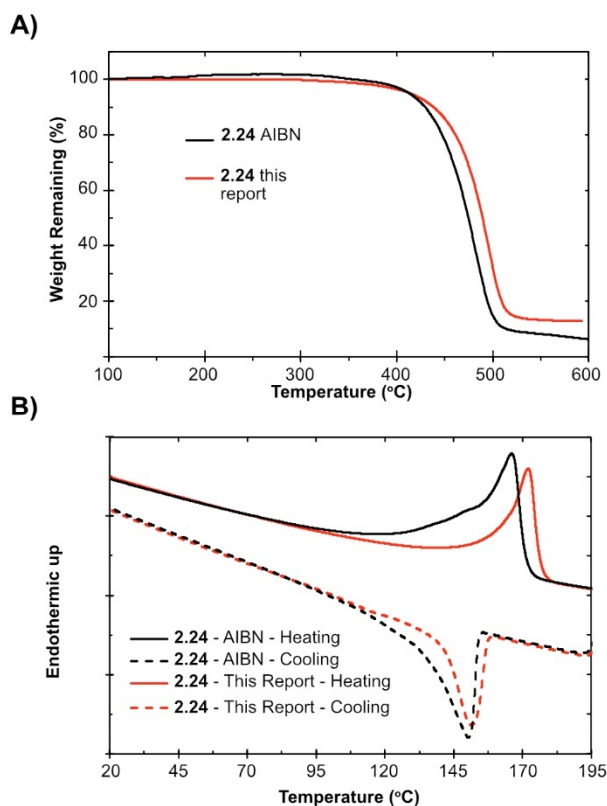 A)
100
80
60
40
20
Weight Remaining (%)
2.24 AIBN
2.24 this
report
100 200 300 400 500 600
Temperature (°C)
B)
Endothermic up
2.24 - AIBN - Heating
2.24 - AIBN - Cooling
2.24 - This Report - Heating
2.24 - This Report - Cooling
20 45 70 95 120 145 170 195
Temperature (°C)